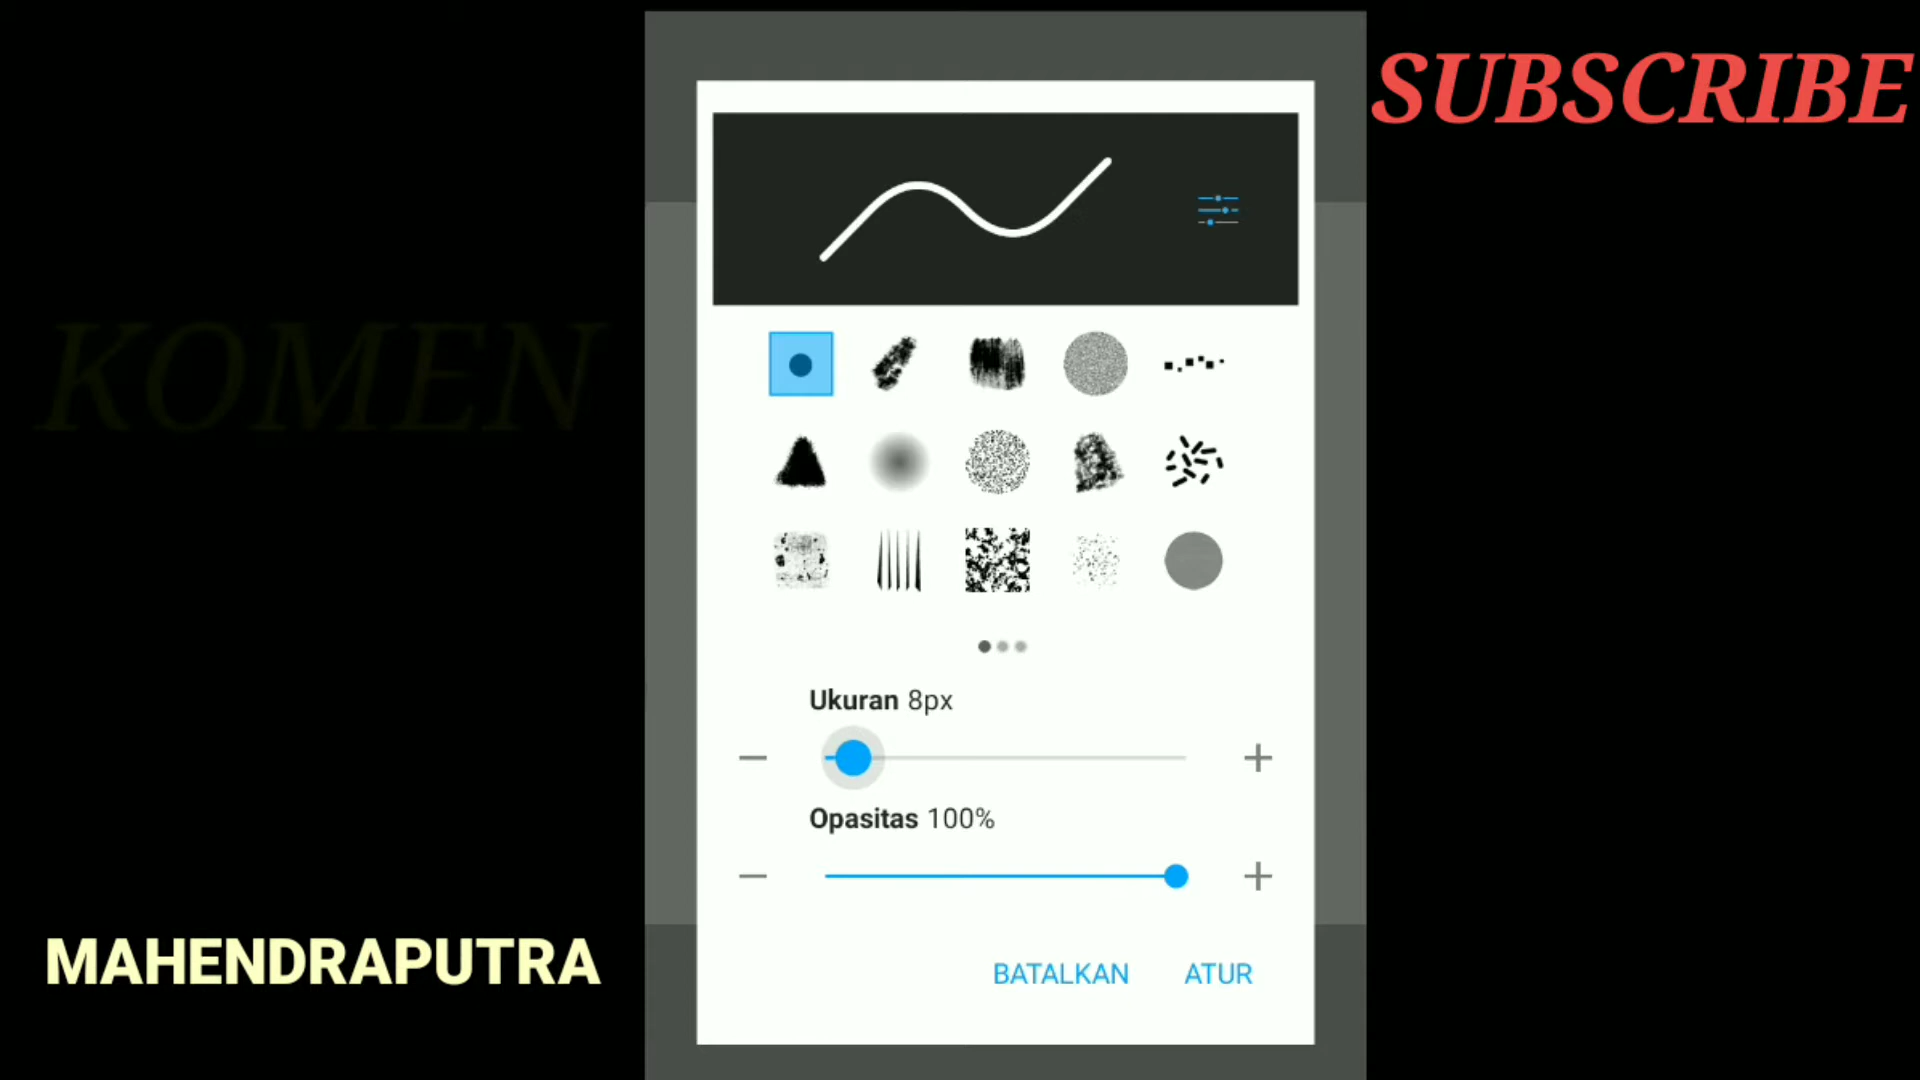 SUBSCRIBE
KOMEN
Ukuran 8px
Opasitas 100%
BATALKAN ATUR
MAHENDRAPUTRA